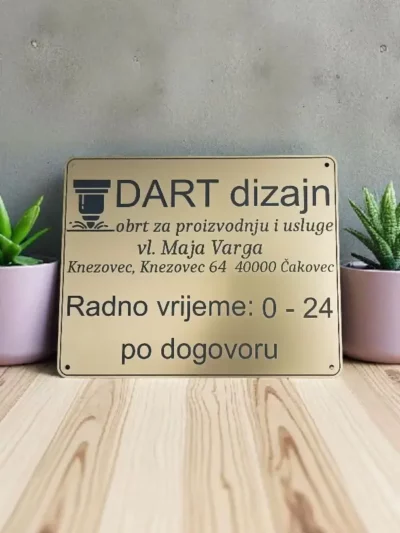 DART dizajn
obrt za proizvodnju i usluge
vl. Maja Varga
Knezovec, Knezovec 64 40000 Čakovec
Radno vrijeme: 0 - 24
po dogovoru